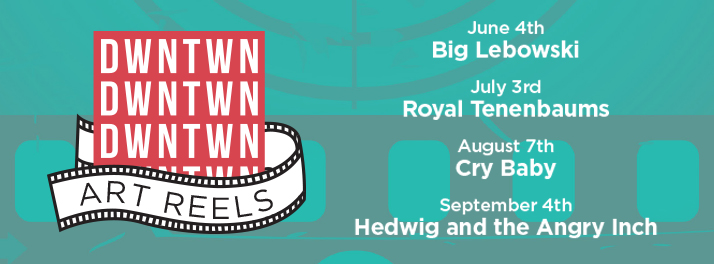 DWNTWN
DWNTWN
DWNTWN
DWNTWN
ART REELS
June 4th
Big Lebowski
July 3rd
Royal Tenenbaums
August 7th
Cry Baby
September 4th
Hedwig and the Angry Inch